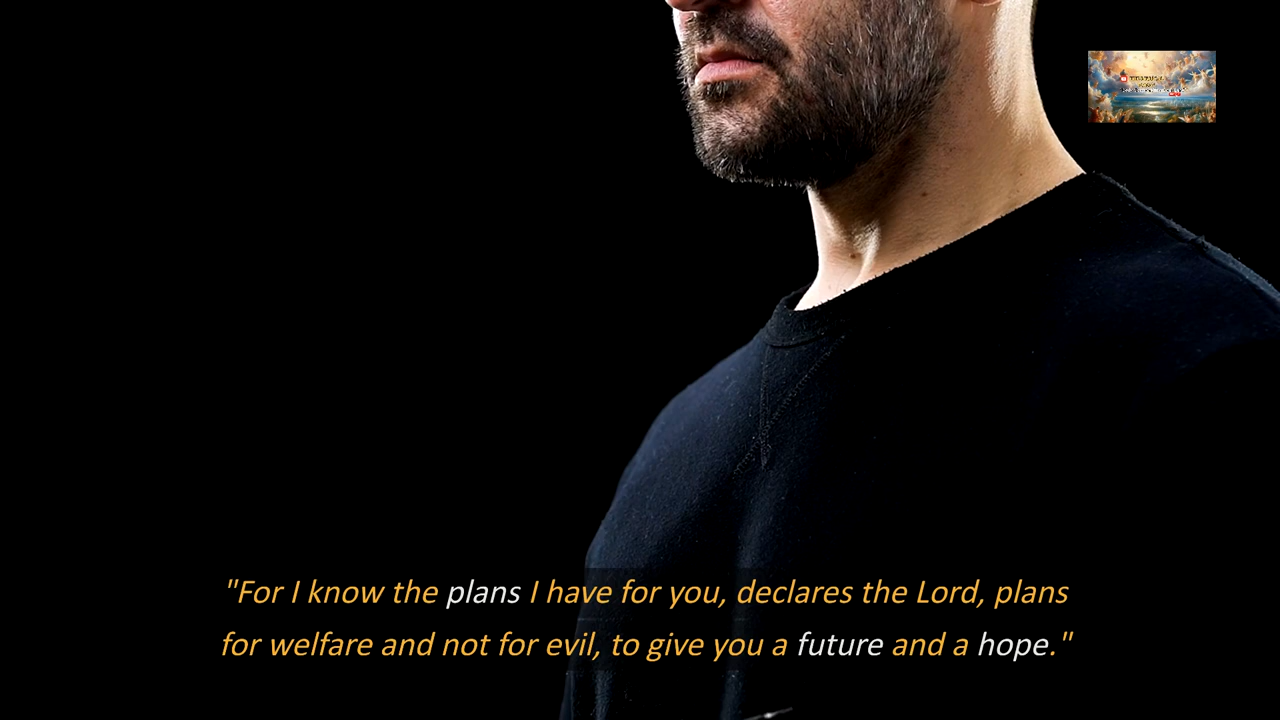 "For I know the plans I have for you, declares the Lord, plans
for welfare and not for evil, to give you a future and a hope."